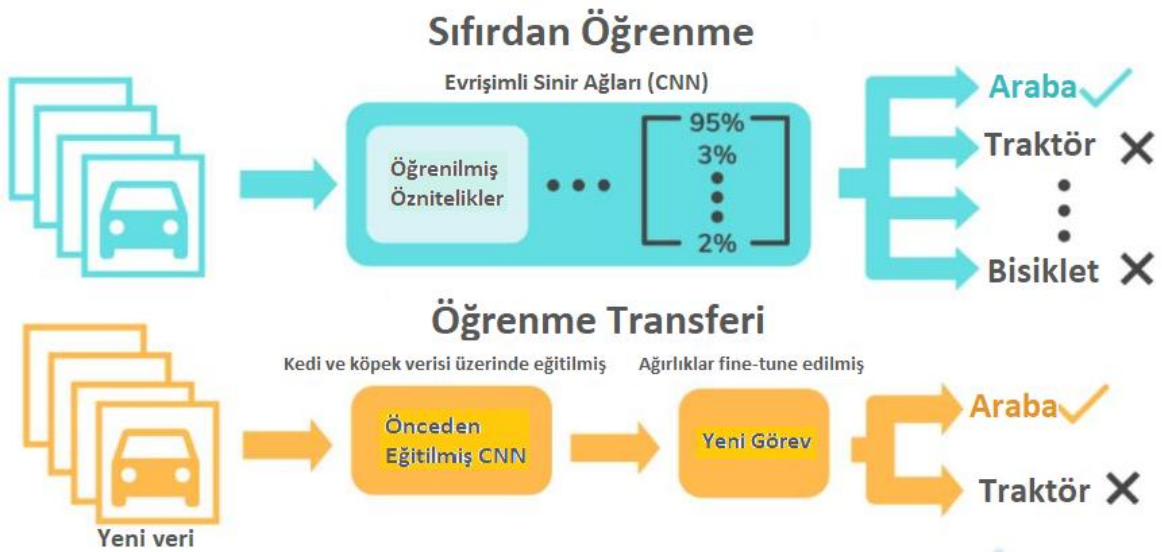 Sıfırdan Öğrenme
Evrişimli Sinir Ağları (CNN)
Öğrenilmiş
Öznitelikler
95%
3%
2%
Araba
Traktör
Bisiklet
Öğrenme Transferi
Kedi ve köpek verisi üzerinde eğitilmiş
Ağırlıklar fine-tune edilmiş
Önceden
Eğitilmiş CNN
Yeni Görev
Araba
Traktör
Yeni veri